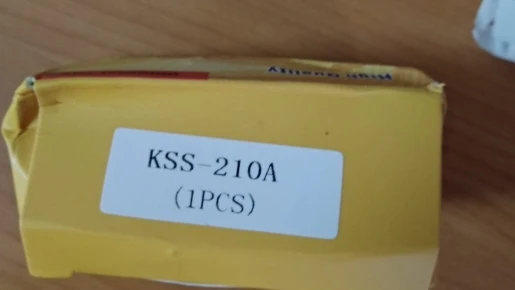 High Quality
KSS-210A
(1PCS)